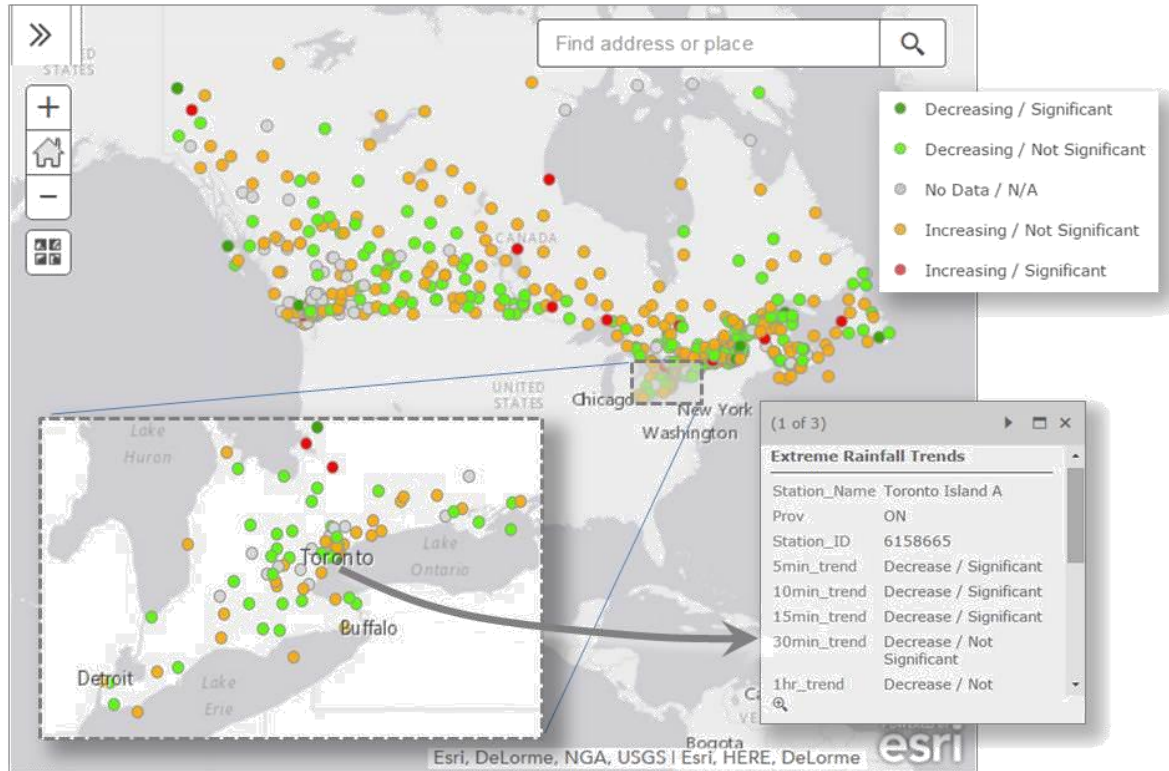 Find address or place
STATES
+
−
CANADA
UNITED
STATES
Chicago
New York
Washington
Decreasing / Significant
Decreasing / Not Significant
No Data / N/A
Increasing / Not Significant
Increasing / Significant
Lake
Huron
Toronto
Lake
Ontario
Buffalo
Detroit
Lake
Erie
(1 of 3)
Extreme Rainfall Trends
Station_Name Toronto Island A
Prov ON
Station_ID 6158665
5min_trend Decrease / Significant
10min_trend Decrease / Significant
15min_trend Decrease / Significant
30min_trend Decrease / Not
Significant
1hr_trend Decrease / Not
Bogota
Esri, DeLorme, NGA, USGS | Esri, HERE, DeLorme
esri